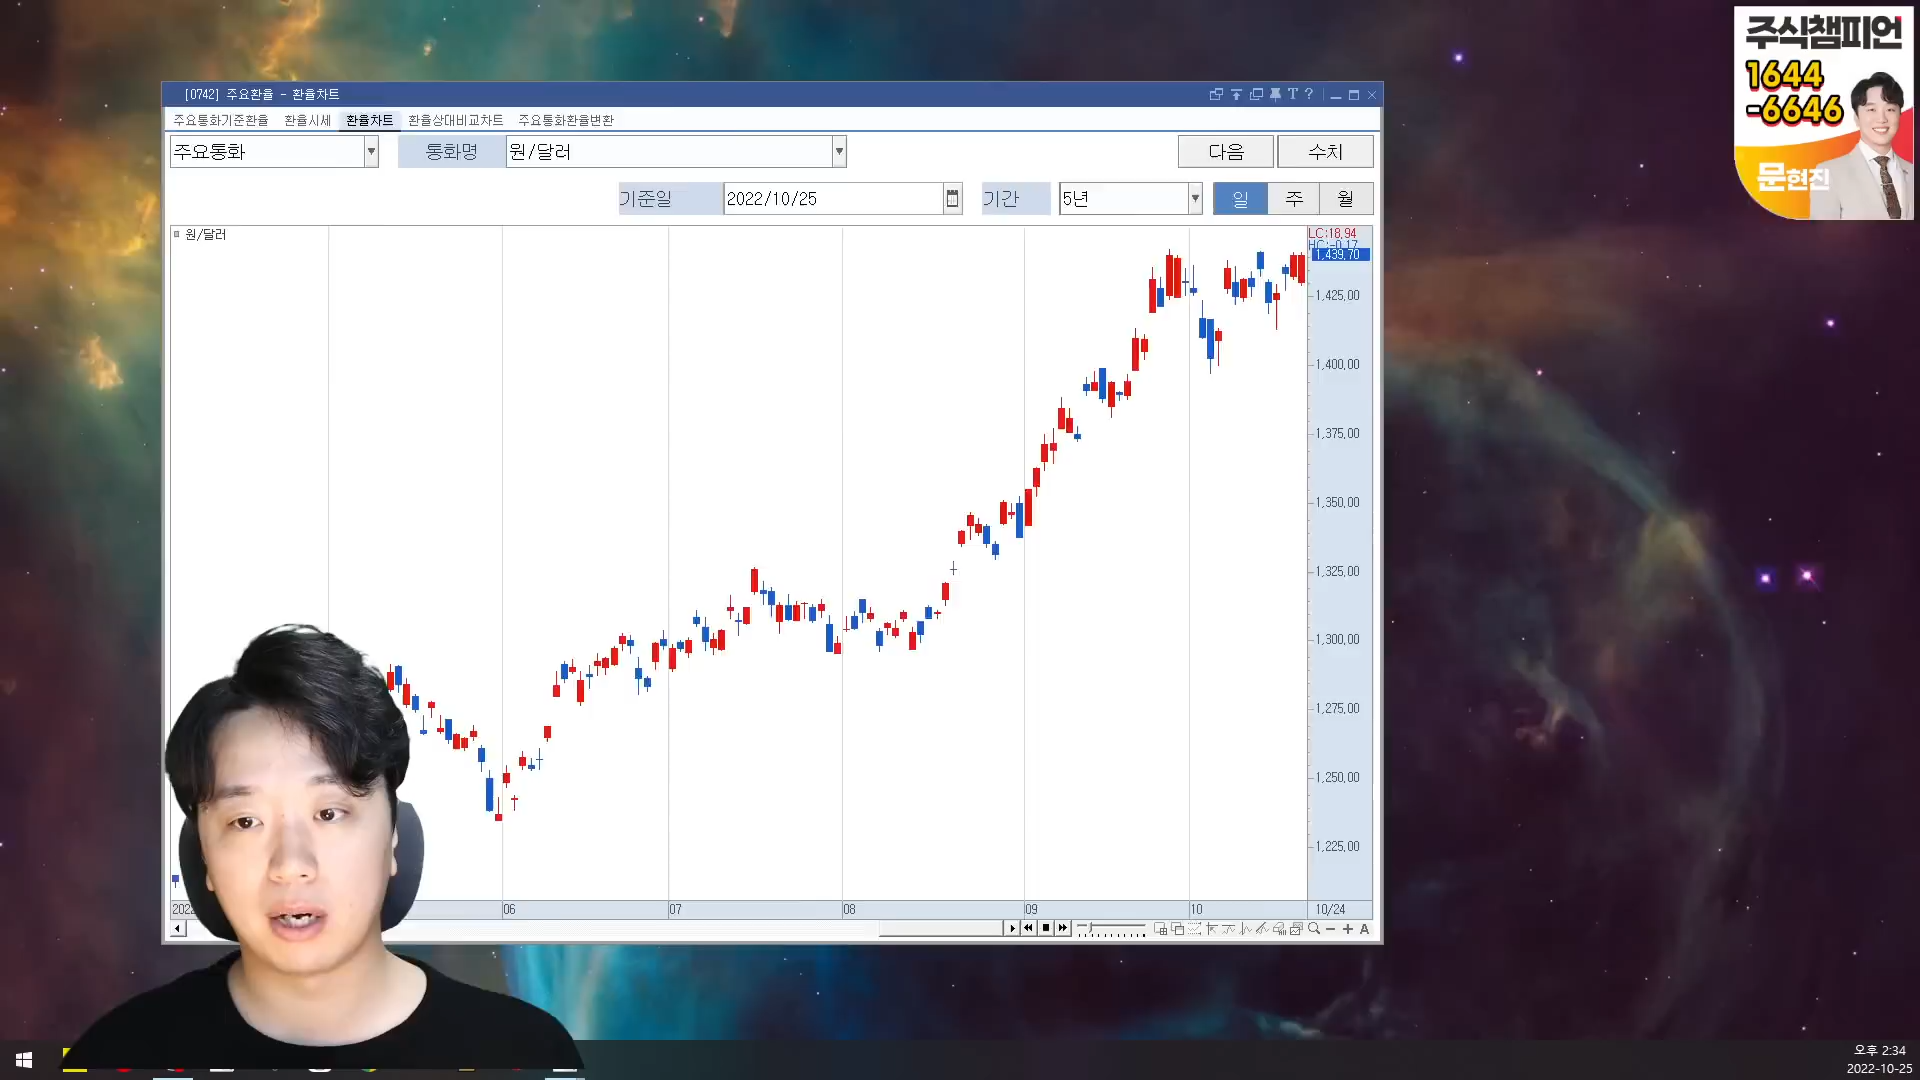 주식챔피언
1644
-6646
문현진
[0742] 주요환율 - 환율차트
주요통화기준환율 환율시세 환율차트 환율상대비교차트 주요통화환율변환
주요통화 통화명 원/달러 다음 수치
기준일 2022/10/25 기간 5년 일 주 월
원/달러
LC:18.94
HC:-0.17
1,439.70
1,425.00
1,400.00
1,375.00
1,350.00
1,325.00
1,300.00
1,275.00
1,250.00
1,225.00
06 07 08 09 10 10/24
오후 2:34
2022-10-25